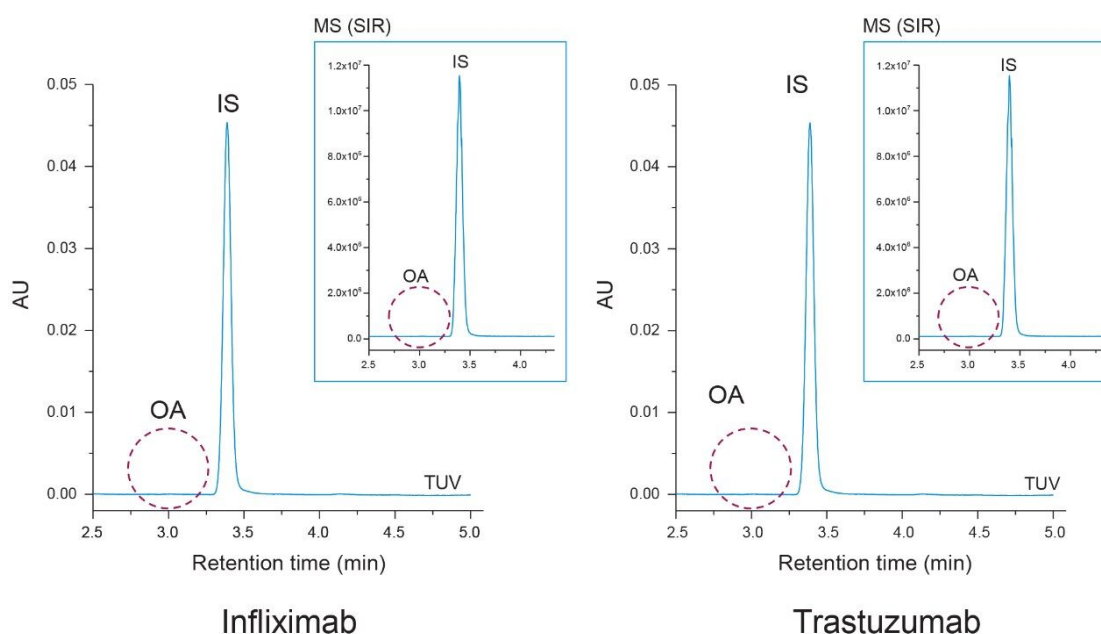 MS (SIR)
IS
1.2x10⁷
1.0x10⁷
8.0x10⁶
6.0x10⁶
4.0x10⁶
2.0x10⁶
0.0
OA
2.5
3.0
3.5
4.0
0.05
0.04
0.03
0.02
0.01
0.00
AU
IS
OA
TUV
2.5
3.0
3.5
4.0
4.5
5.0
Retention time (min)
Infliximab
MS (SIR)
IS
1.2x10⁷
1.0x10⁷
8.0x10⁶
6.0x10⁶
4.0x10⁶
2.0x10⁶
0.0
OA
2.5
3.0
3.5
4.0
0.05
0.04
0.03
0.02
0.01
0.00
AU
IS
OA
TUV
2.5
3.0
3.5
4.0
4.5
5.0
Retention time (min)
Trastuzumab